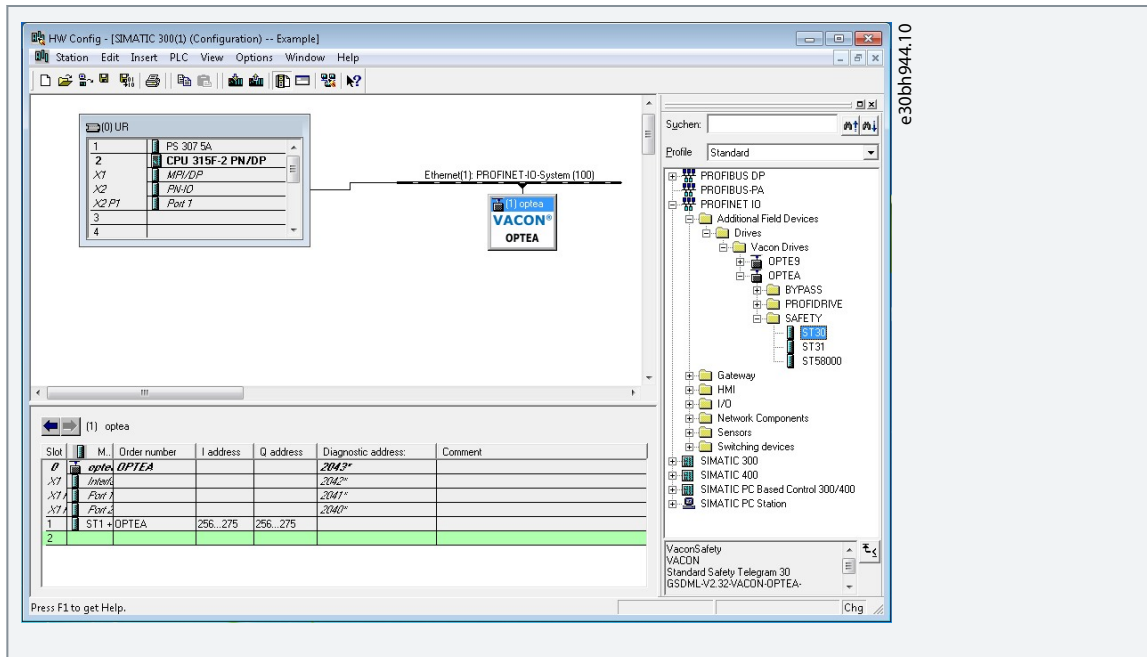 HW Config - [SIMATIC 300(1) (Configuration) -- Example]
Station Edit Insert PLC View Options Window Help
(0) UR
1 PS 307 5A
2 CPU 315F-2 PN/DP
X1 MPI/DP
X2 PN-IO
X2 P1 Port 1
3
4
Ethernet(1): PROFINET-IO-System (100)
(1) optea
VACON®
OPTEA
Suchen:
Profile Standard
PROFIBUS DP
PROFIBUS-PA
PROFINET IO
Additional Field Devices
Drives
Vacon Drives
OPTE9
OPTEA
BYPASS
PROFIDRIVE
SAFETY
ST30
ST31
ST58000
Gateway
HMI
I/O
Network Components
Sensors
Switching devices
SIMATIC 300
SIMATIC 400
SIMATIC PC Based Control 300/400
SIMATIC PC Station
(1) optea
Slot M.. Order number I address Q address Diagnostic address: Comment
0 optea OPTEA 2043*
X1 Interfa 2042*
X1 Port 1 2041*
X1 Port 2 2040*
1 ST1 + OPTEA 256...275 256...275
2
VaconSafety
VACON
Standard Safety Telegram 30
GSDML-V2.32-VACON-OPTEA-
Press F1 to get Help.
Chg
e30bh944.10